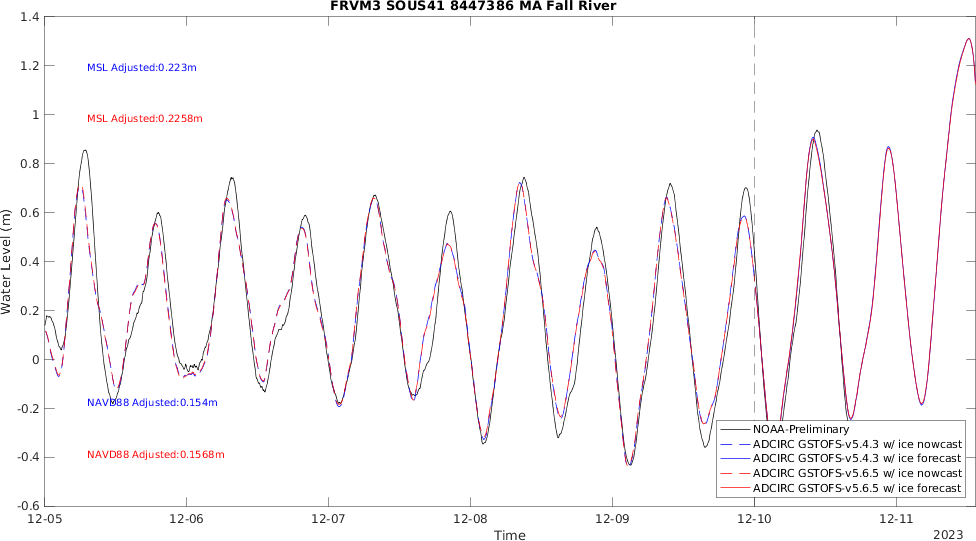 FRVM3 SOUS41 8447386 MA Fall River
1.4
1.2
1
0.8
0.6
0.4
0.2
0
-0.2
-0.4
-0.6
Water Level (m)
MSL Adjusted:0.223m
MSL Adjusted:0.2258m
NAVD88 Adjusted:0.154m
NAVD88 Adjusted:0.1568m
NOAA-Preliminary
ADCIRC GSTOFS-v5.4.3 w/ ice nowcast
ADCIRC GSTOFS-v5.4.3 w/ ice forecast
ADCIRC GSTOFS-v5.6.5 w/ ice nowcast
ADCIRC GSTOFS-v5.6.5 w/ ice forecast
12-05 12-06 12-07 12-08 12-09 12-10 12-11
Time
2023